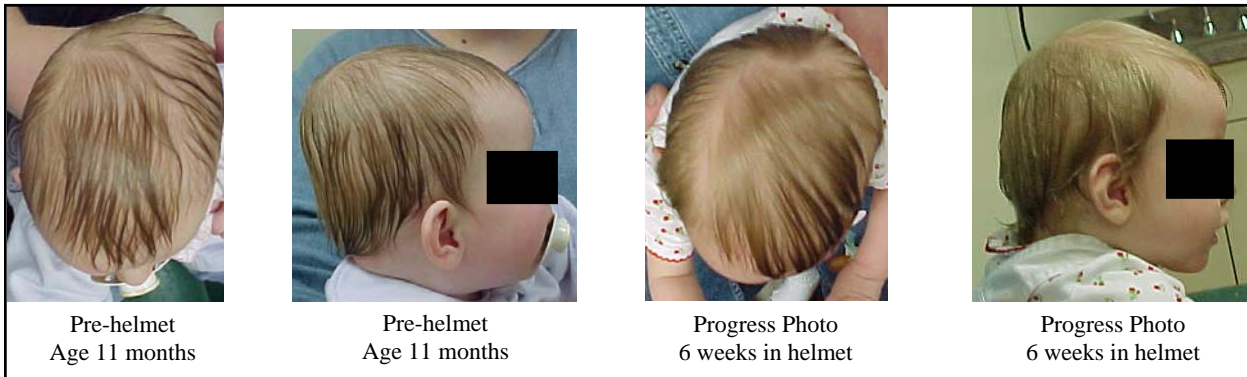 Pre-helmet
Age 11 months
Pre-helmet
Age 11 months
Progress Photo
6 weeks in helmet
Progress Photo
6 weeks in helmet